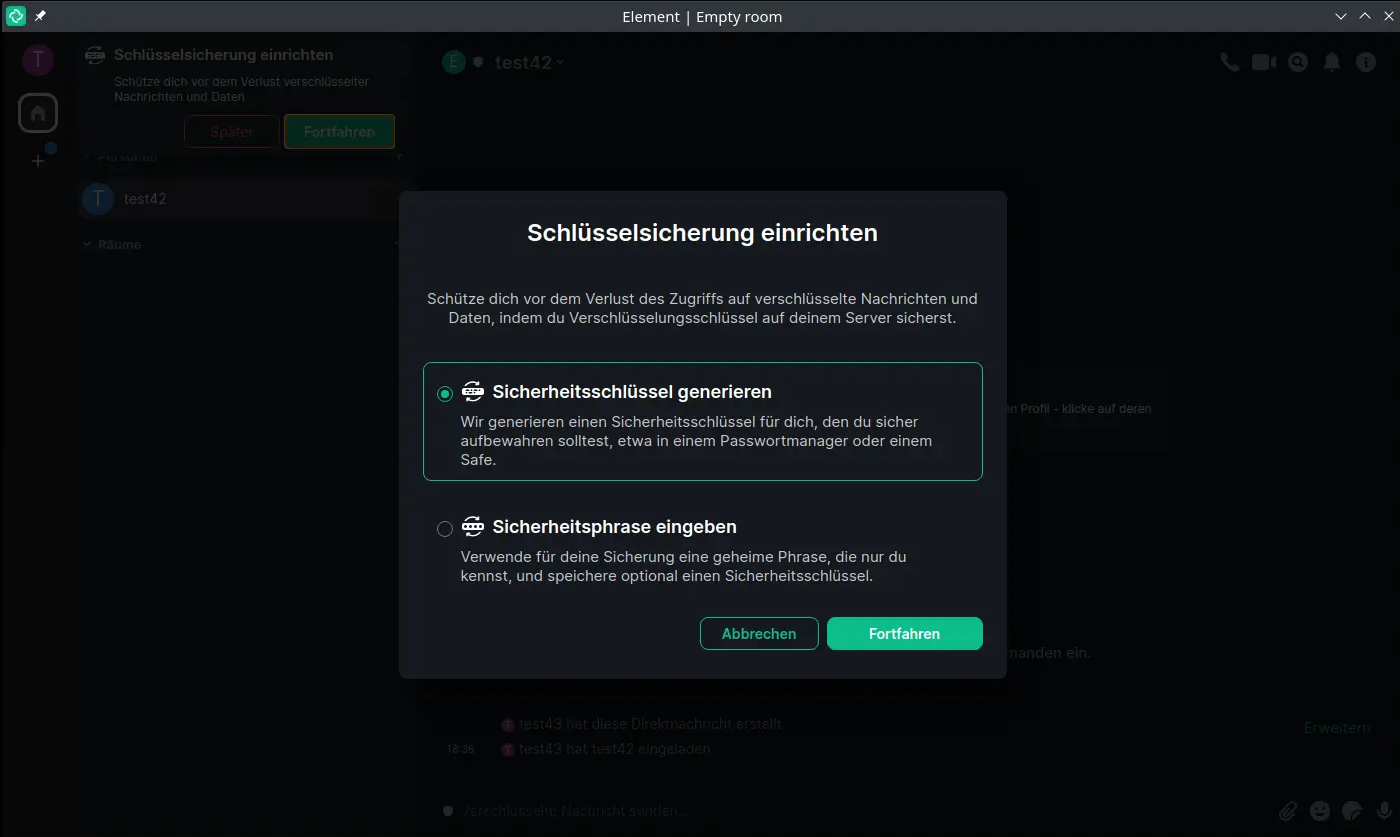 Element | Empty room
T
Schlüsselsicherung einrichten
Schütze dich vor dem Verlust verschlüsselter
Nachrichten und Daten
Später
Fortfahren
Personen
T
test42
Räume
E
test42
Schlüsselsicherung einrichten
Schütze dich vor dem Verlust des Zugriffs auf verschlüsselte Nachrichten und
Daten, indem du Verschlüsselungsschlüssel auf deinem Server sicherst.
Sicherheitsschlüssel generieren
Wir generieren einen Sicherheitsschlüssel für dich, den du sicher
aufbewahren solltest, etwa in einem Passwortmanager oder einem
Safe.
Sicherheitsphrase eingeben
Verwende für deine Sicherung eine geheime Phrase, die nur du
kennst, und speichere optional einen Sicherheitsschlüssel.
Abbrechen
Fortfahren
en Profil – klicke auf deren
manden ein.
T test43 hat diese Direktnachricht erstellt
Erweitern
18:36
T test43 hat test42 eingeladen
Verschlüsselte Nachricht senden…